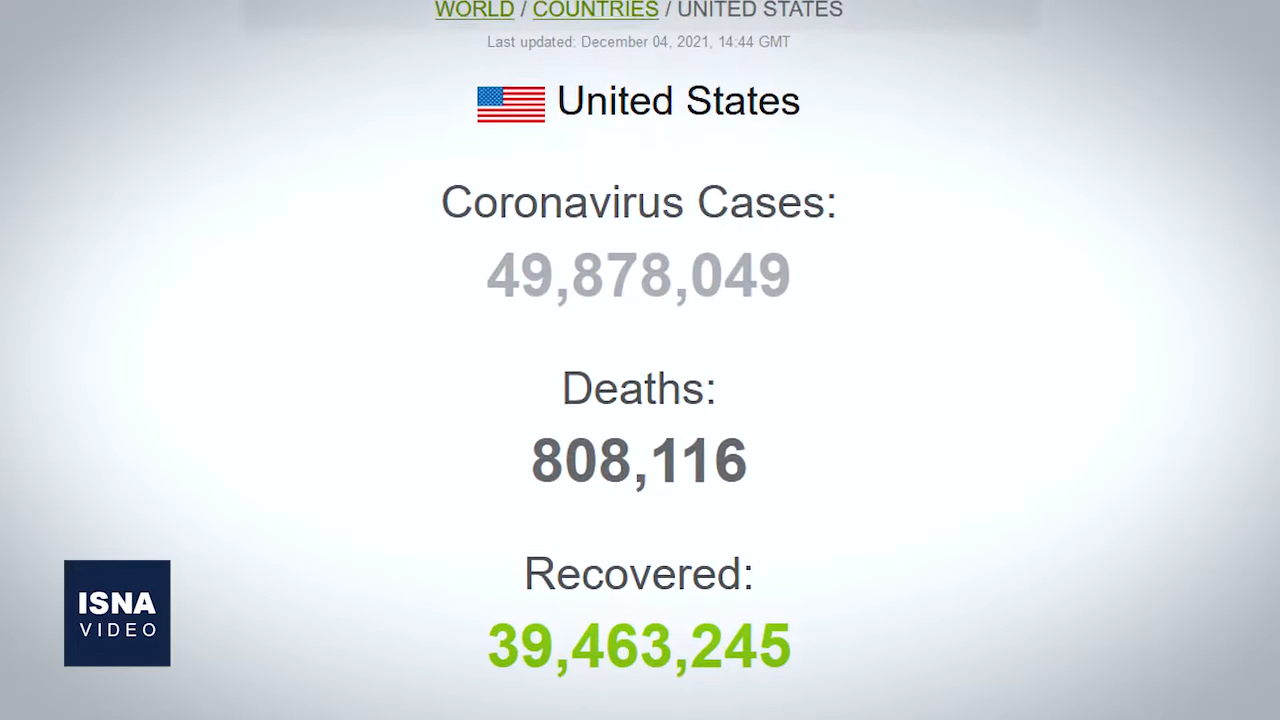 WORLD / COUNTRIES / UNITED STATES
Last updated: December 04, 2021, 14:44 GMT
United States
Coronavirus Cases:
49,878,049
Deaths:
808,116
Recovered:
39,463,245
ISNA
VIDEO